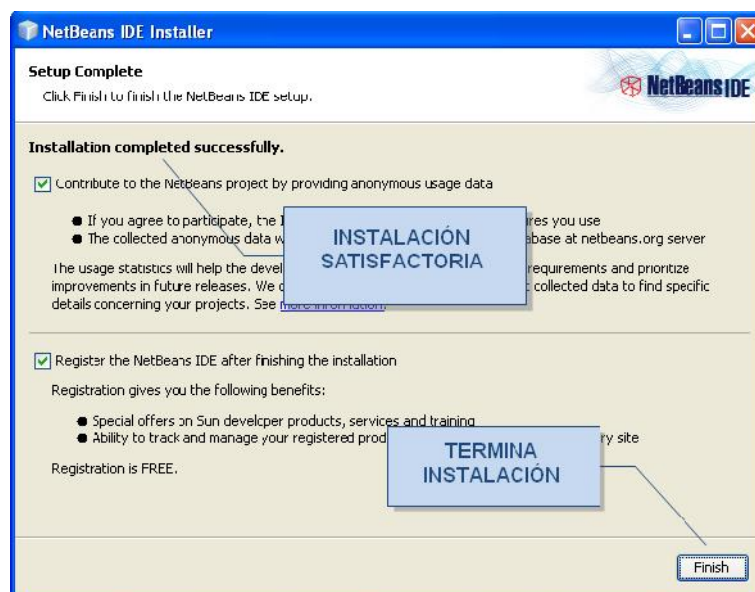 NetBeans IDE Installer
Setup Complete
Click Finish to finish the NetBeans IDE setup.
NetBeans IDE
Installation completed successfully.
Contribute to the NetBeans project by providing anonymous usage data
● If you agree to participate, the
res you use
● The collected anonymous data
abase at netbeans.org server
The usage statistics will help the
requirements and prioritize
improvements in future releases. We
collected data to find specific
details concerning your projects. See more information
INSTALACIÓN
SATISFACTORIA
Register the NetBeans IDE after finishing the installation
Registration gives you the following benefits:
● Special offers on Sun developer products, services and training
● Ability to track and manage your registered
ry site
Registration is FREE.
TERMINA
INSTALACIÓN
Finish